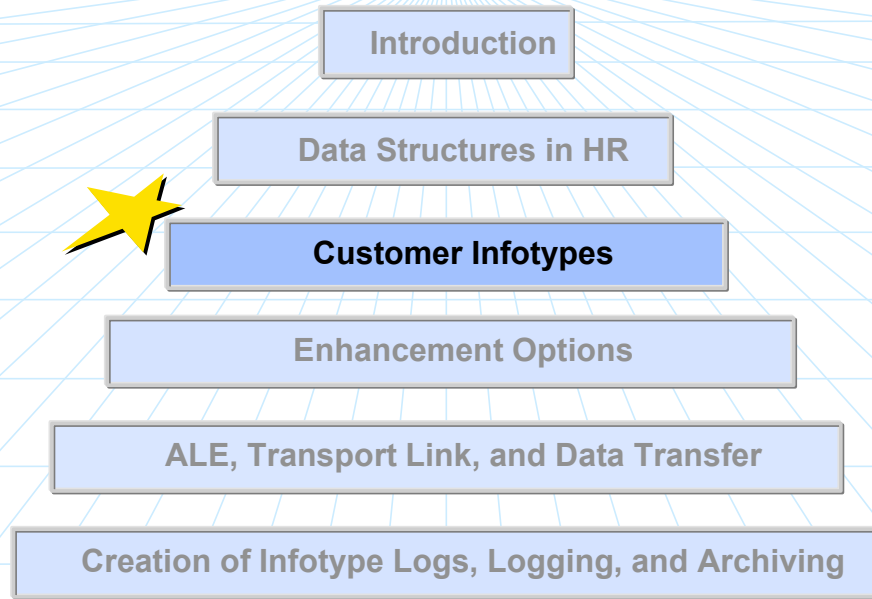 Introduction
Data Structures in HR
Customer Infotypes
Enhancement Options
ALE, Transport Link, and Data Transfer
Creation of Infotype Logs, Logging, and Archiving